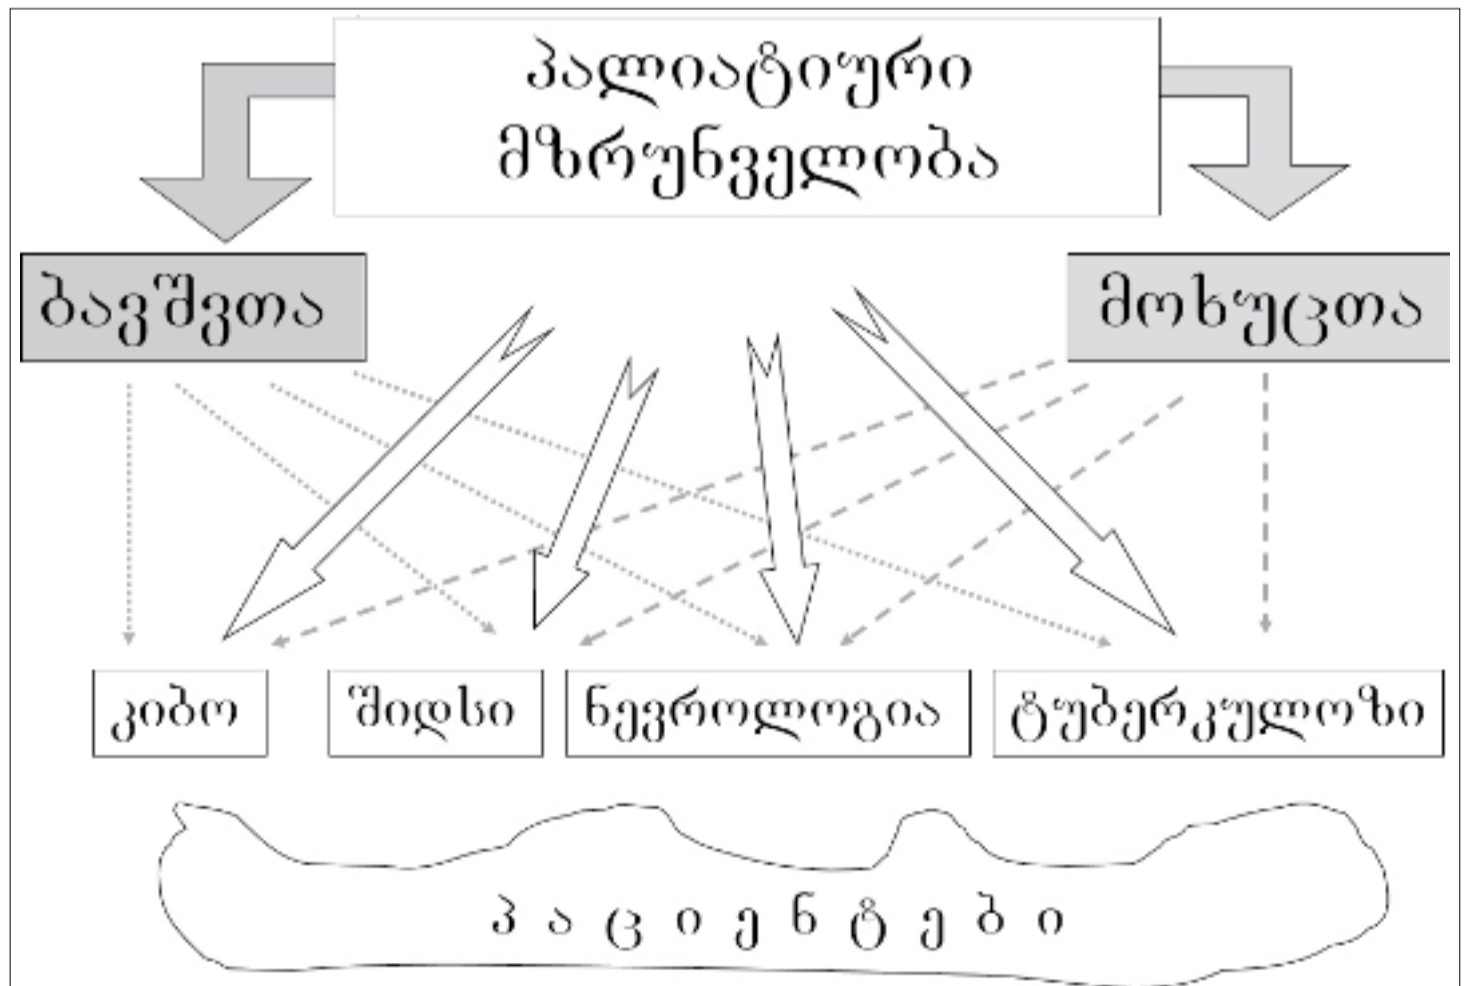 პალიატიური
მზრუნველობა
ბავშვთა
მოხუცთა
კიბო
შიდსი
ნევროლოგია
ტუბერკულოზი
პ ა ც ი ე ნ ტ ე ბ ი